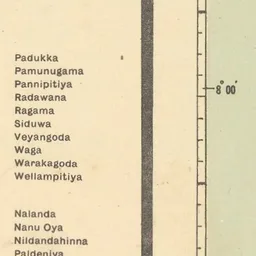 Padukka
Pamunugama
Pannipitiya
Radawana
Ragama
Siduwa
Veyangoda
Waga
Warakagoda
Wellampitiya
8° 00'
Nalanda
Nanu Oya
Nildandahinna
Paldeniya